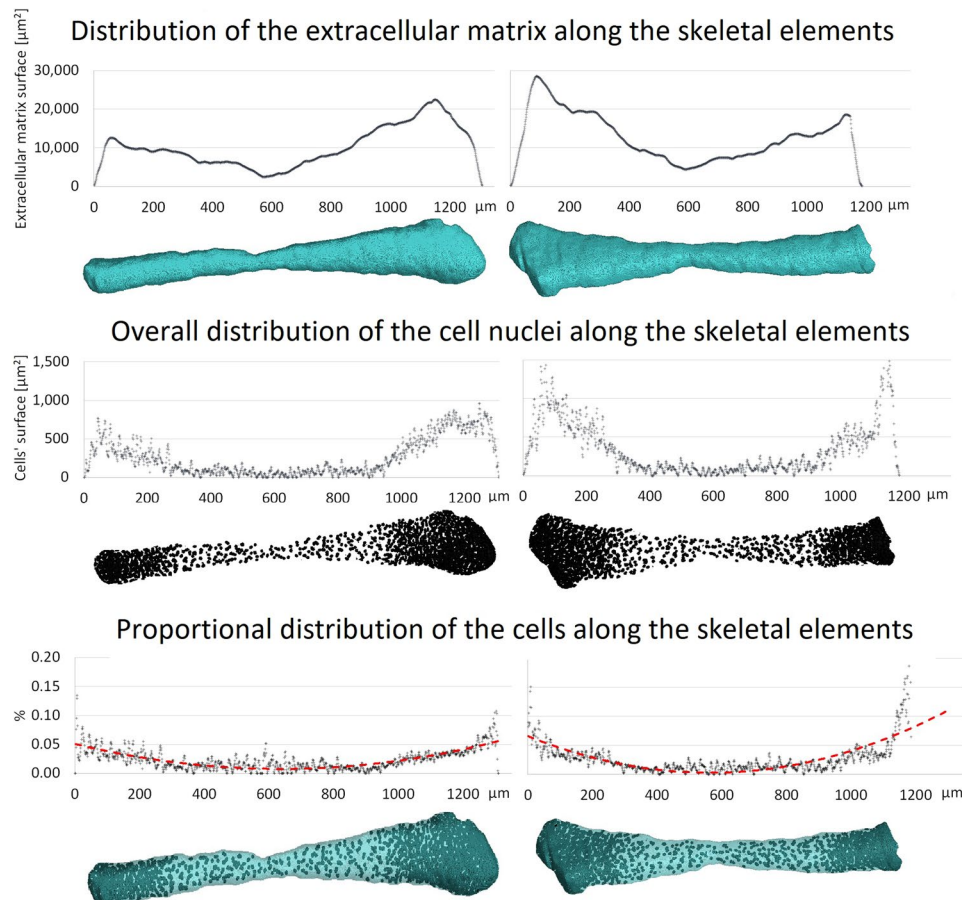 Distribution of the extracellular matrix along the skeletal elements
Extracellular matrix surface [µm²]
30,000
20,000
10,000
0
0 200 400 600 800 1000 1200 µm
0 200 400 600 800 1000 1200 µm
Overall distribution of the cell nuclei along the skeletal elements
Cells' surface [µm²]
1,500
1,000
500
0
0 200 400 600 800 1000 1200 µm
0 200 400 600 800 1000 1200 µm
Proportional distribution of the cells along the skeletal elements
%
0.20
0.15
0.10
0.05
0.00
0 200 400 600 800 1000 1200 µm
0 200 400 600 800 1000 1200 µm